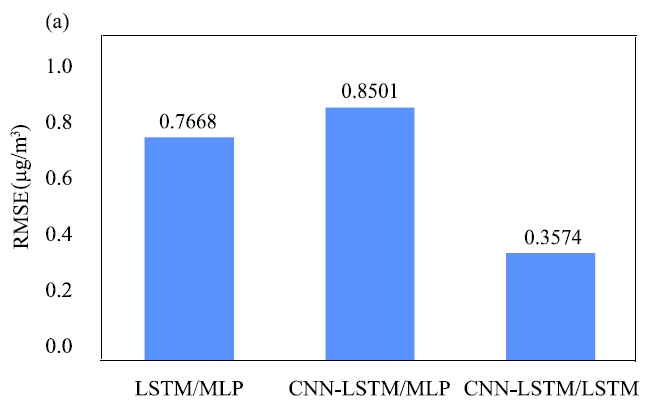 (a)
1.0
0.8
0.6
0.4
0.2
0.0
RMSE(μg/m³)
0.7668
0.8501
0.3574
LSTM/MLP
CNN-LSTM/MLP
CNN-LSTM/LSTM